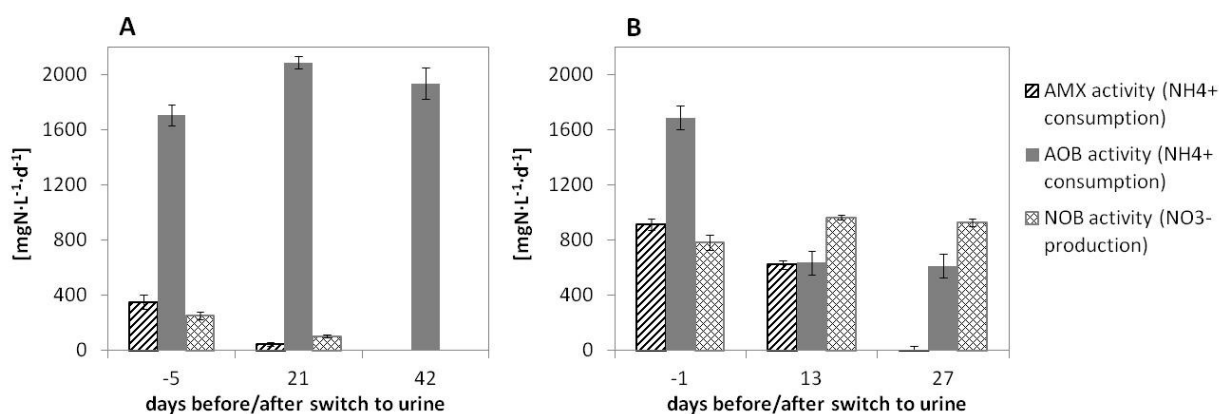 A
[mgN·L-1·d-1]
2000
1600
1200
800
400
0
-5 21 42
days before/after switch to urine
B
[mgN·L-1·d-1]
2000
1600
1200
800
400
0
-1 13 27
days before/after switch to urine
AMX activity (NH4+
consumption)
AOB activity (NH4+
consumption)
NOB activity (NO3-
production)